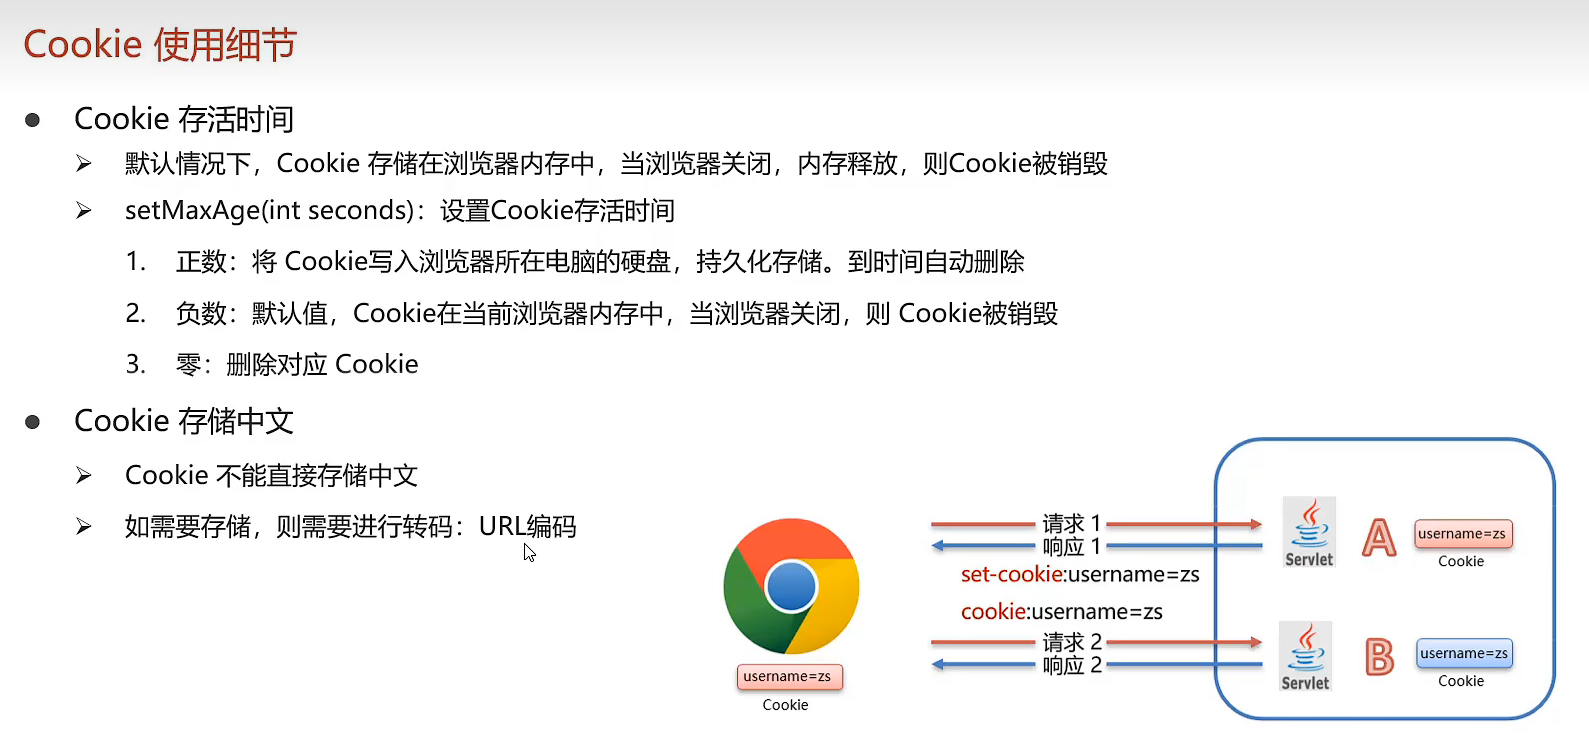 Cookie 使用细节
Cookie 存活时间
默认情况下，Cookie 存储在浏览器内存中，当浏览器关闭，内存释放，则Cookie被销毁
setMaxAge(int seconds)：设置Cookie存活时间
1. 正数：将 Cookie写入浏览器所在电脑的硬盘，持久化存储。到时间自动删除
2. 负数：默认值，Cookie在当前浏览器内存中，当浏览器关闭，则 Cookie被销毁
3. 零：删除对应 Cookie
Cookie 存储中文
Cookie 不能直接存储中文
如需要存储，则需要进行转码：URL编码
请求 1
响应 1
set-cookie:username=zs
cookie:username=zs
请求 2
响应 2
username=zs
Cookie
Servlet
A
username=zs
Cookie
Servlet
B
username=zs
Cookie